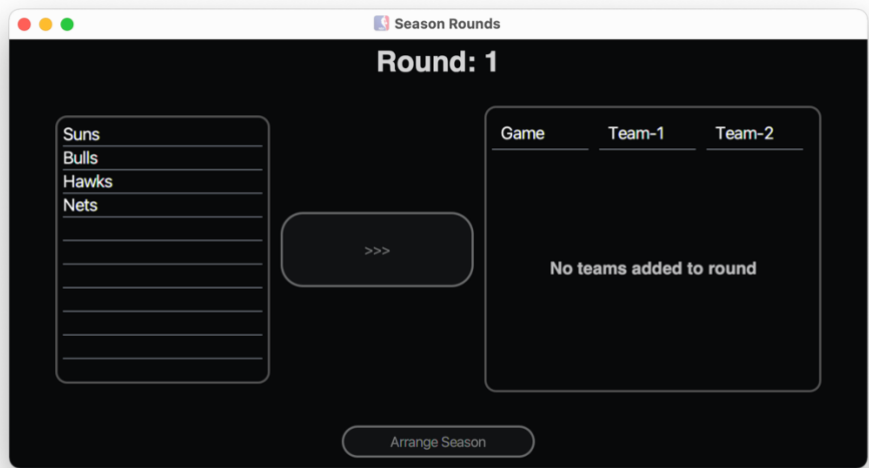 Season Rounds
Round: 1
Suns
Bulls
Hawks
Nets
>>>
Game Team-1 Team-2
No teams added to round
Arrange Season